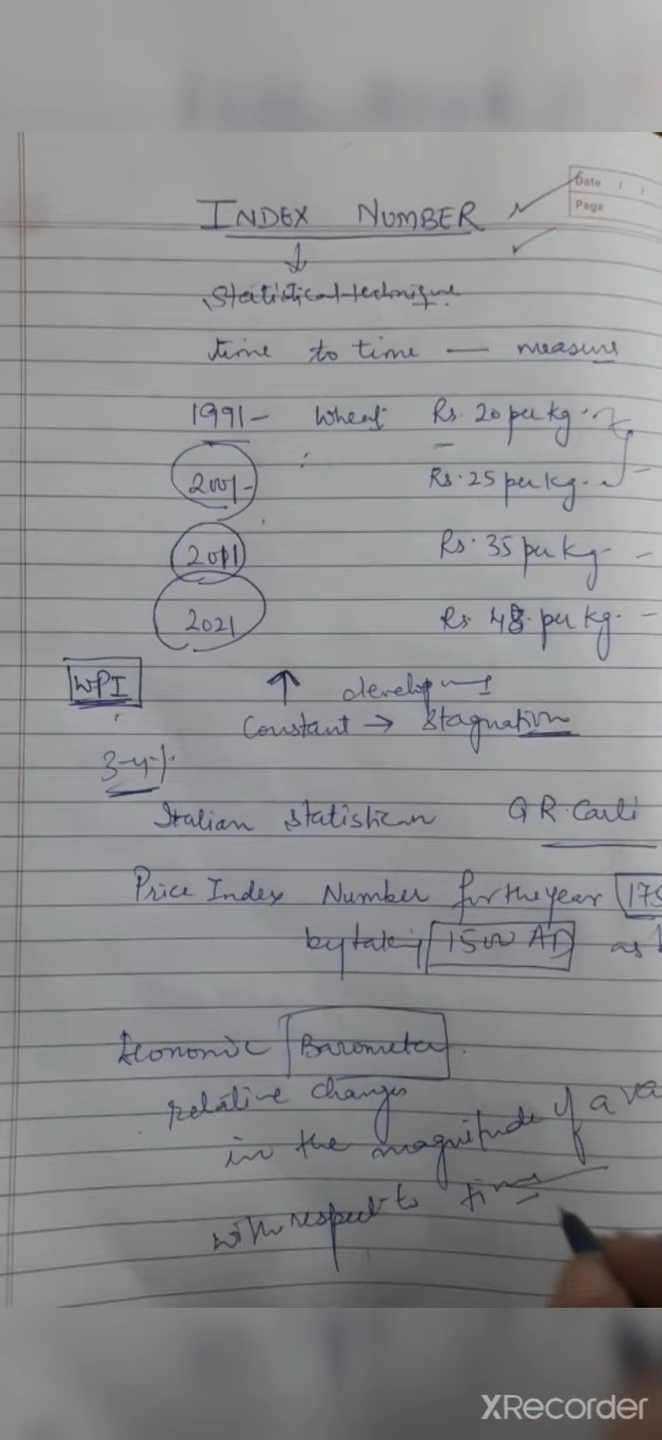 Date / /
Page
INDEX NUMBER
Statistical technique
time to time — measure
1991 - Wheat Rs. 20 per kg.
2001 - Rs. 25 per kg.
2011 Rs. 35 per kg.
2021 Rs. 48 per kg.
WPI ↑ development
Constant → Stagnation
3-4%
Italian statistican G R. Carli
Price Index Number for the year 175
by taking 1500 AD as
Economic Barometer.
relative changes
in the magnitude of a va
with respect to time
XRecorder